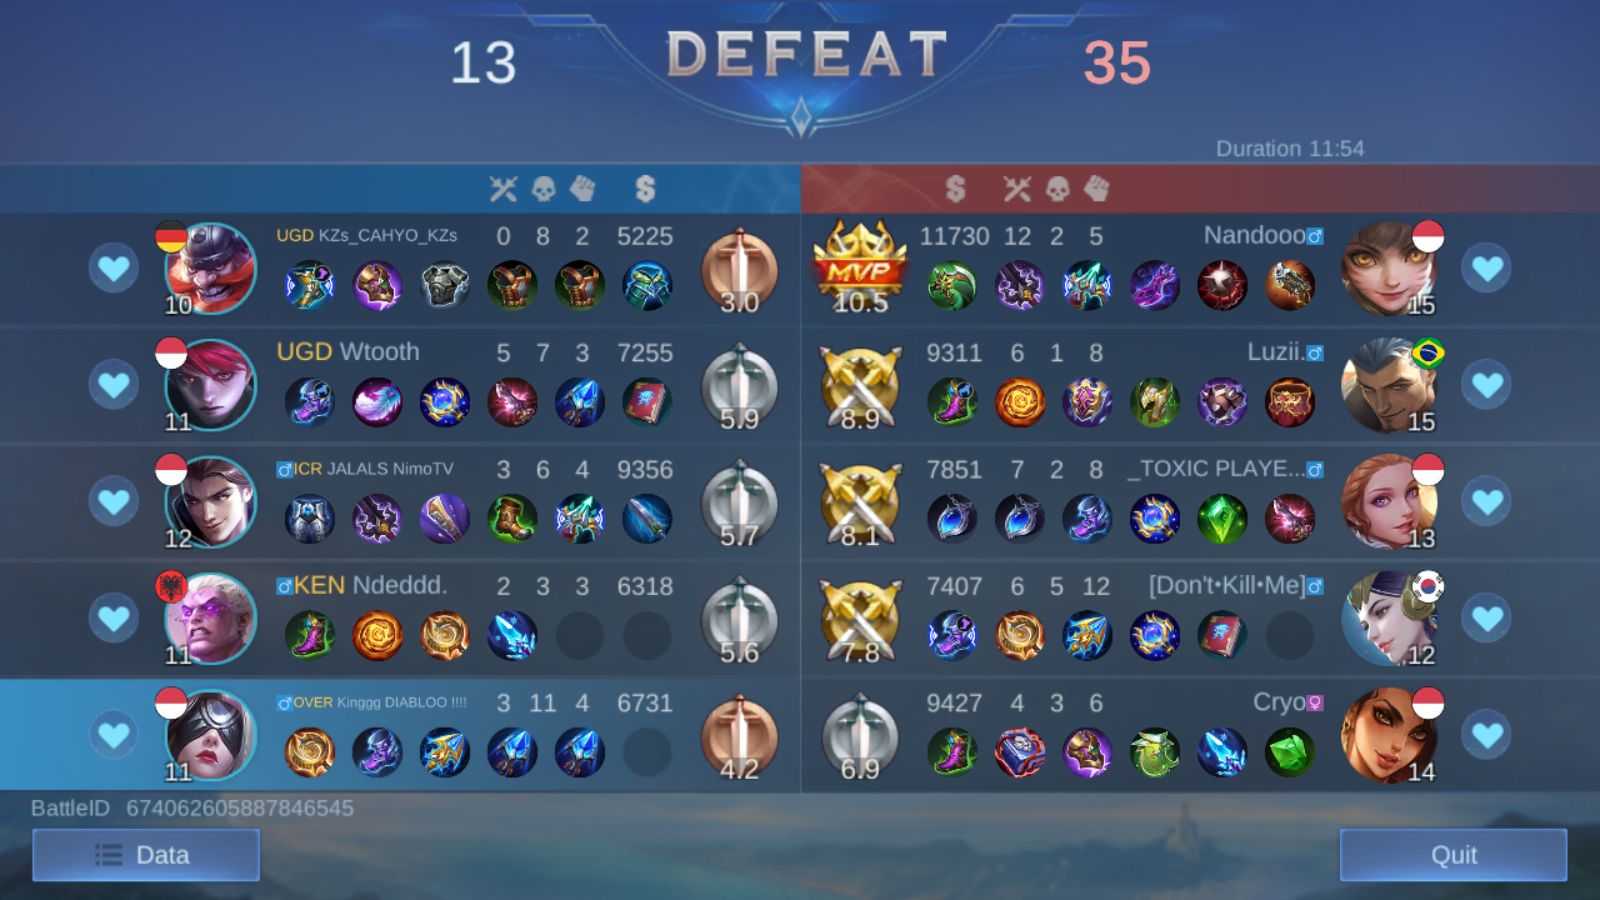 13 DEFEAT 35
Duration 11:54
UGD KZs_CAHYO_KZs 0 8 2 5225
10 3.0
UGD Wtooth 5 7 3 7255
11 5.9
ICR JALALS NimoTV 3 6 4 9356
12 5.7
KEN Ndeddd. 2 3 3 6318
11 5.6
OVER Kinggg DIABLOO !!!! 3 11 4 6731
11 4.2
11730 12 2 5 Nandooo
MVP
10.5 15
9311 6 1 8 Luzii.
8.9 15
7851 7 2 8 _TOXIC PLAYE...
8.1 13
7407 6 5 12 [Don't•Kill•Me]
7.8 12
9427 4 3 6 Cryo
6.9 14
BattleID 674062605887846545
Data
Quit